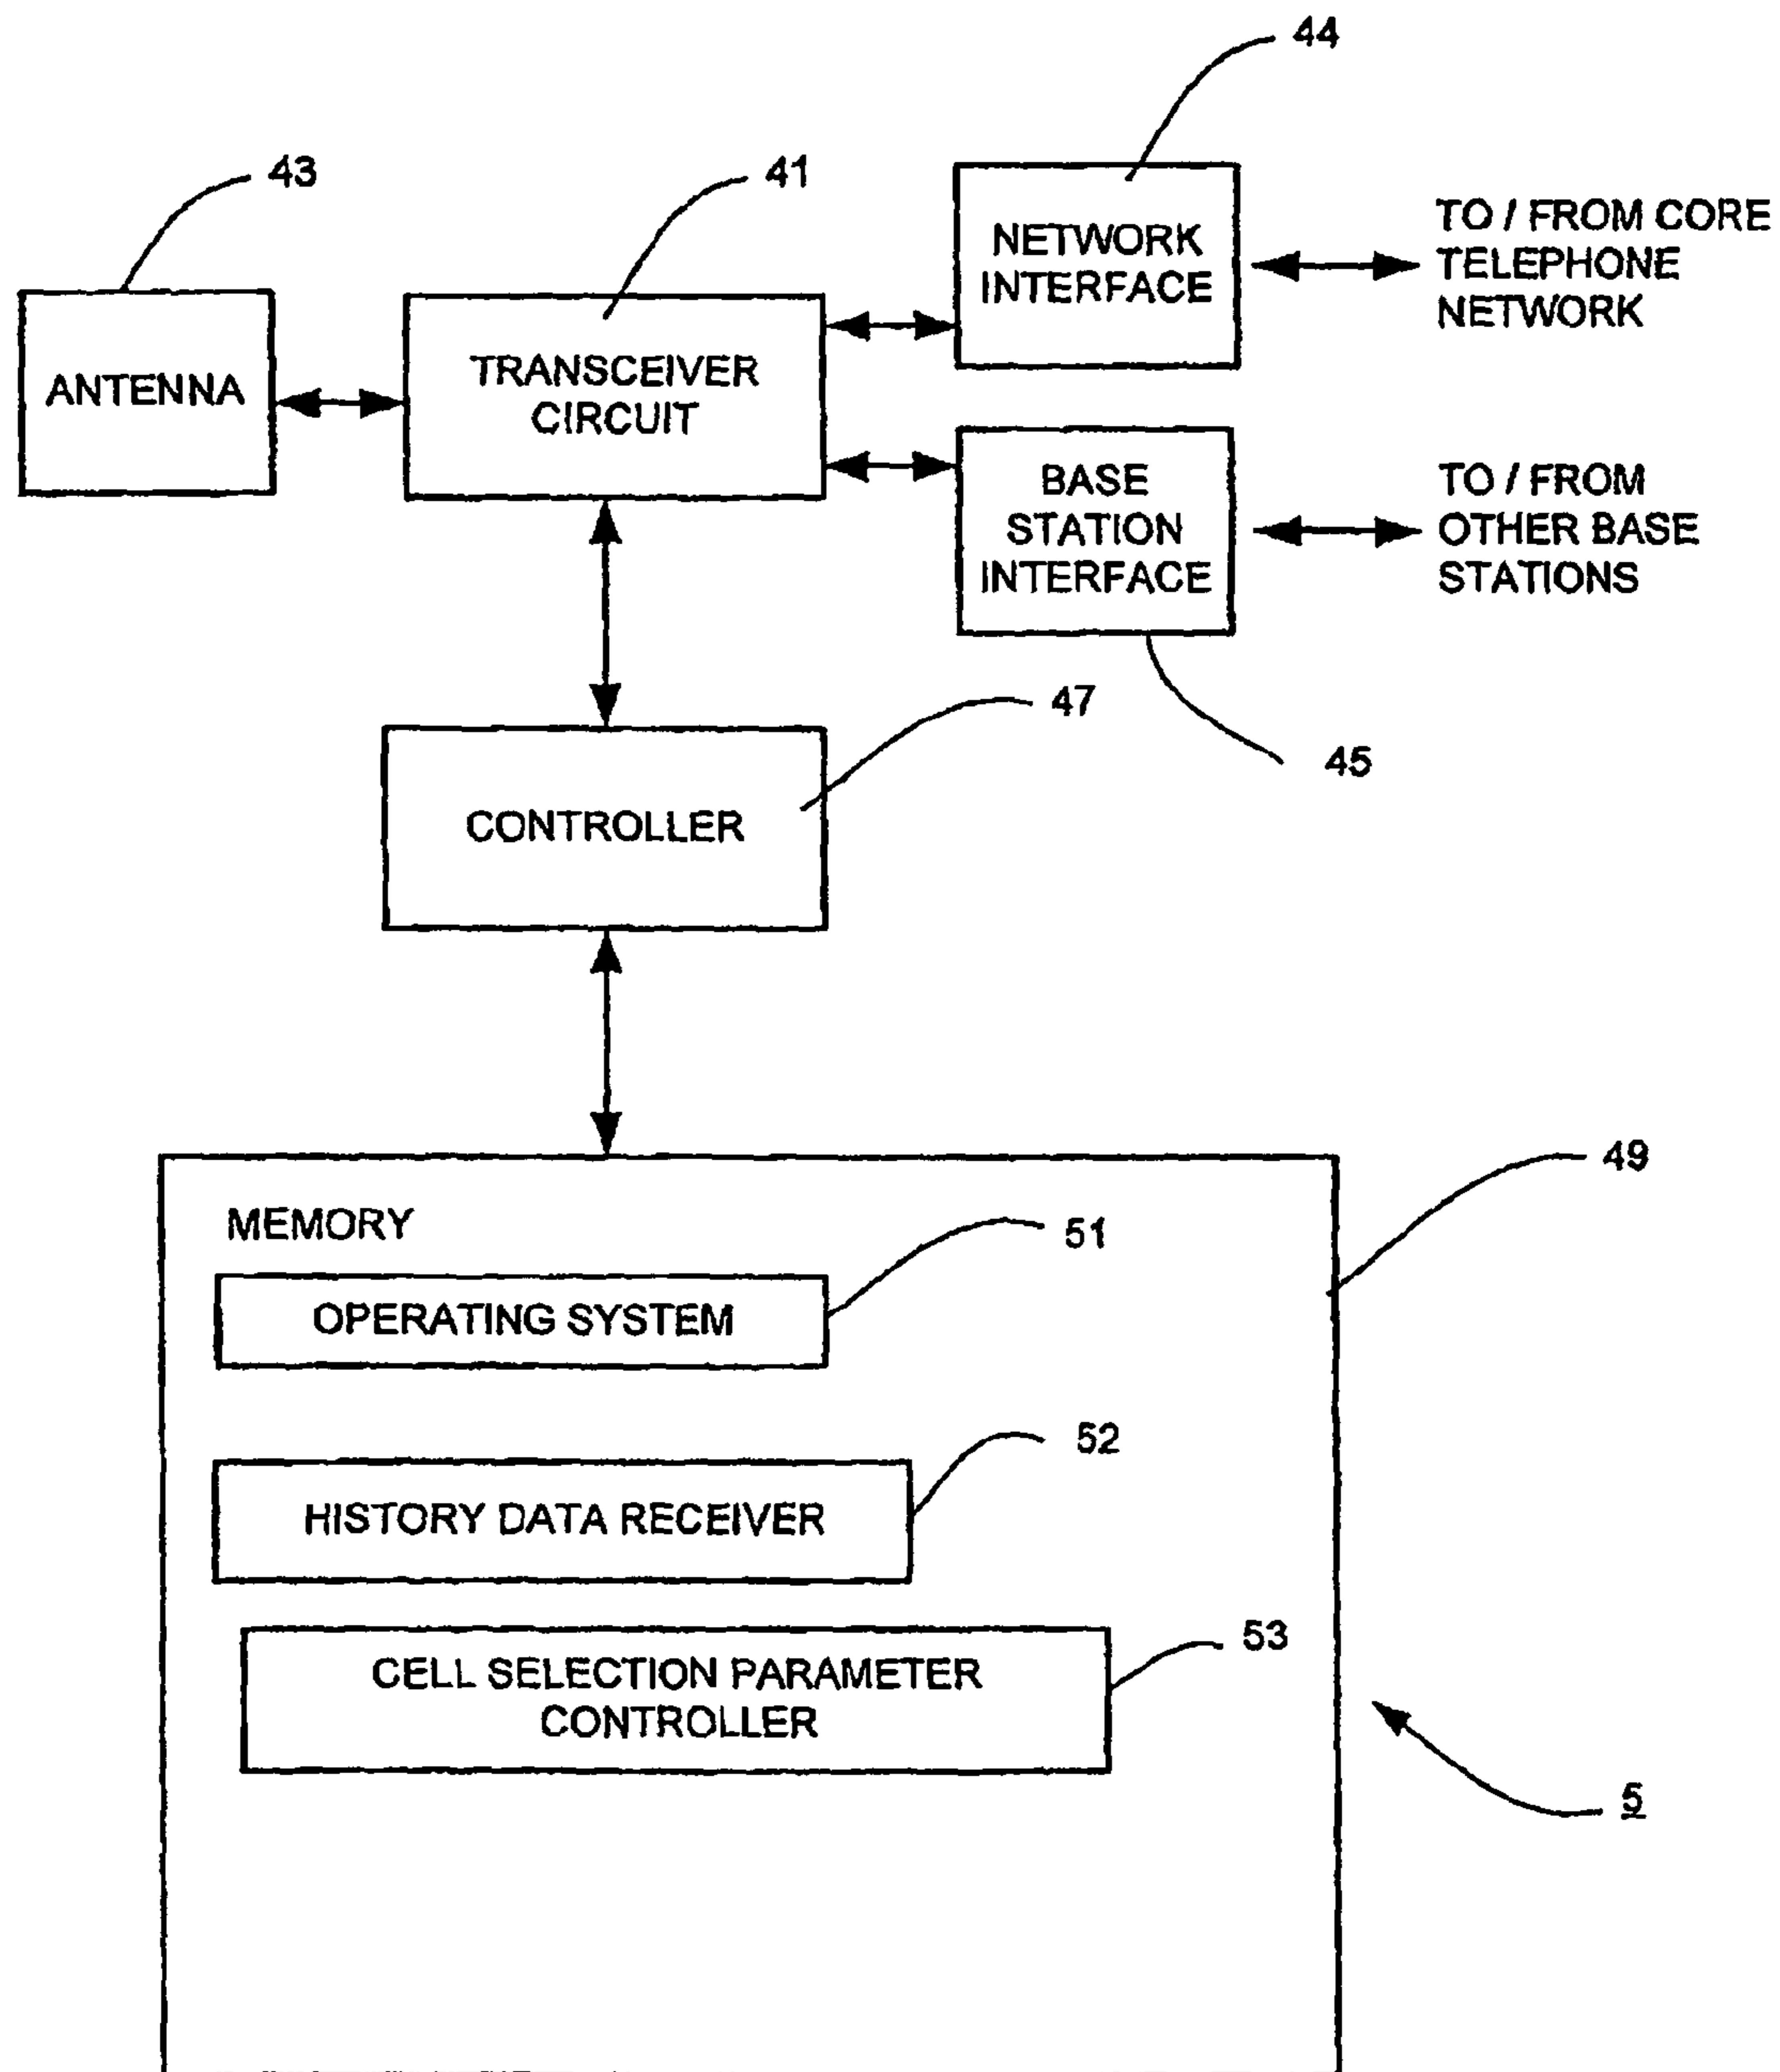 44
43
41
NETWORK
INTERFACE
TO / FROM CORE
TELEPHONE
NETWORK
ANTENNA
TRANSCEIVER
CIRCUIT
BASE
STATION
INTERFACE
TO / FROM
OTHER BASE
STATIONS
47
45
CONTROLLER
49
MEMORY
51
OPERATING SYSTEM
52
HISTORY DATA RECEIVER
53
CELL SELECTION PARAMETER
CONTROLLER
5